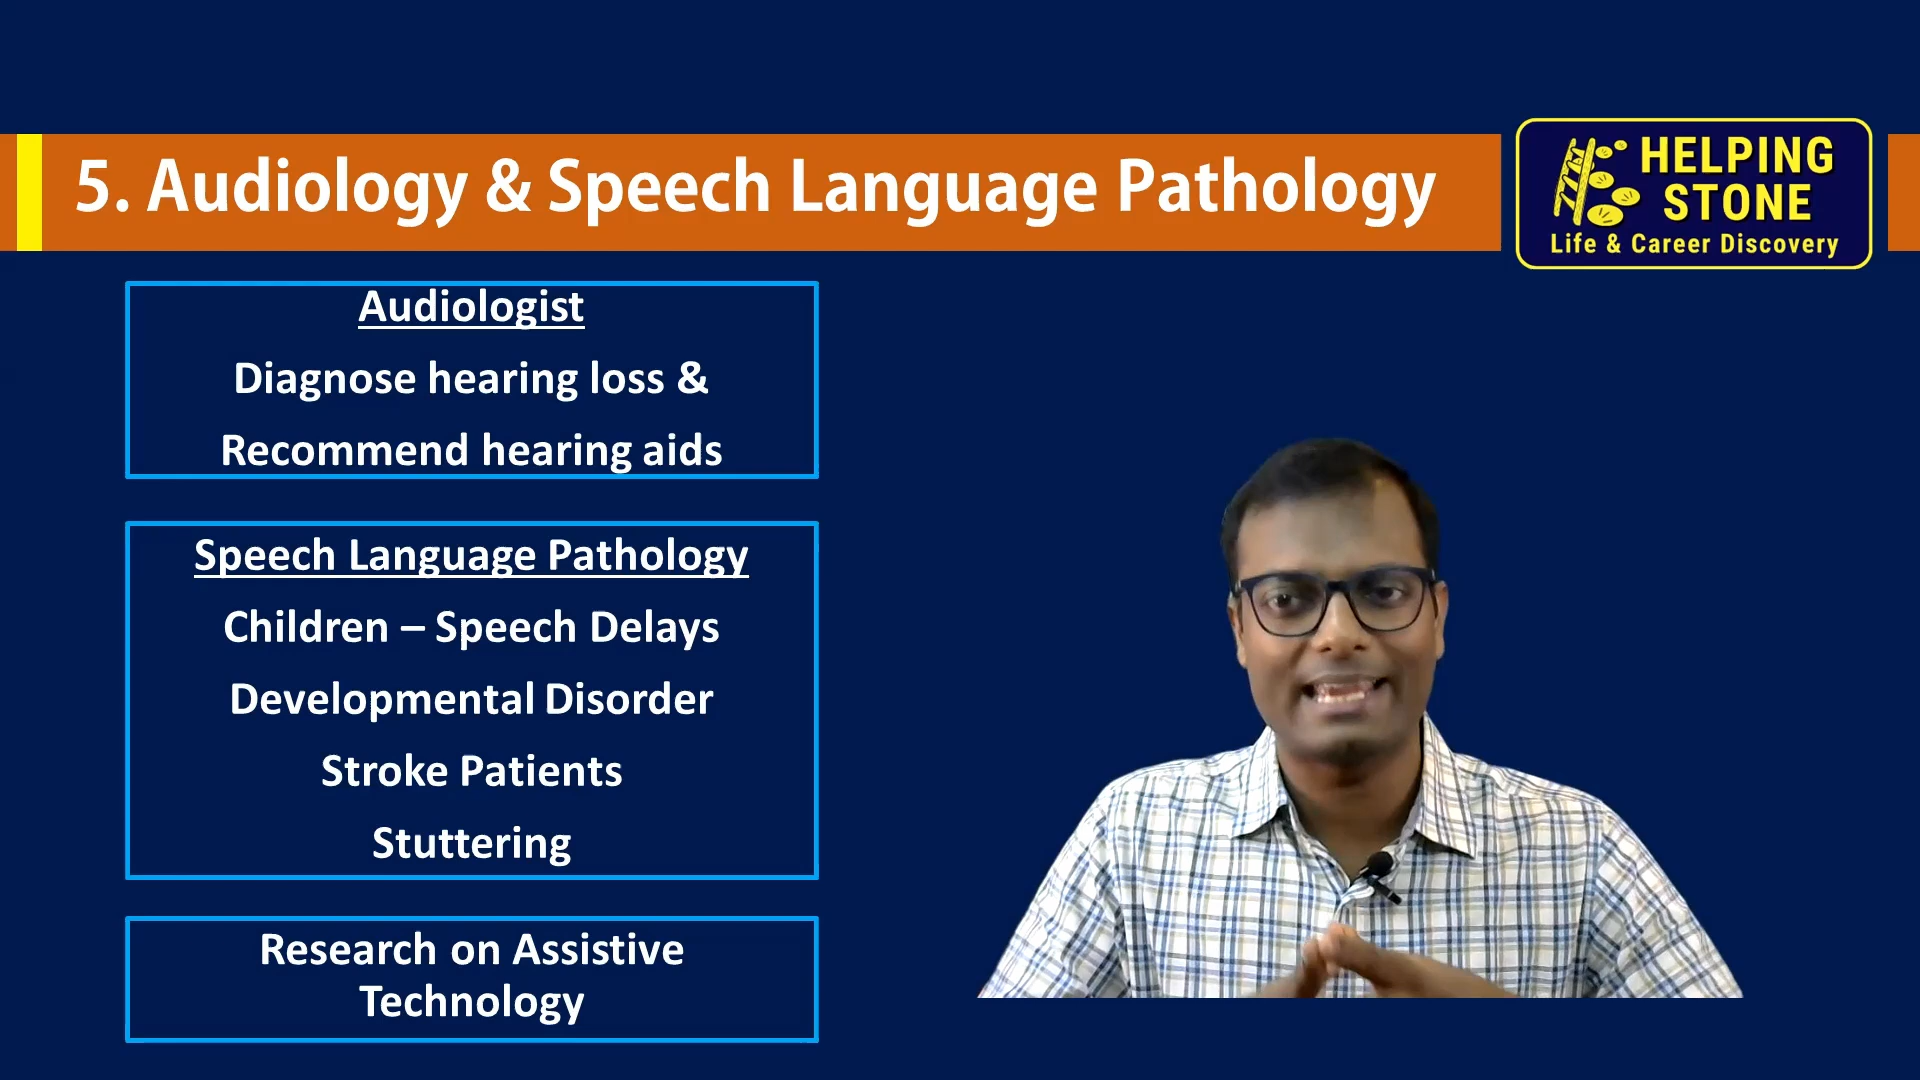 5. Audiology & Speech Language Pathology
HELPING
STONE
Life & Career Discovery
Audiologist
Diagnose hearing loss &
Recommend hearing aids
Speech Language Pathology
Children – Speech Delays
Developmental Disorder
Stroke Patients
Stuttering
Research on Assistive
Technology